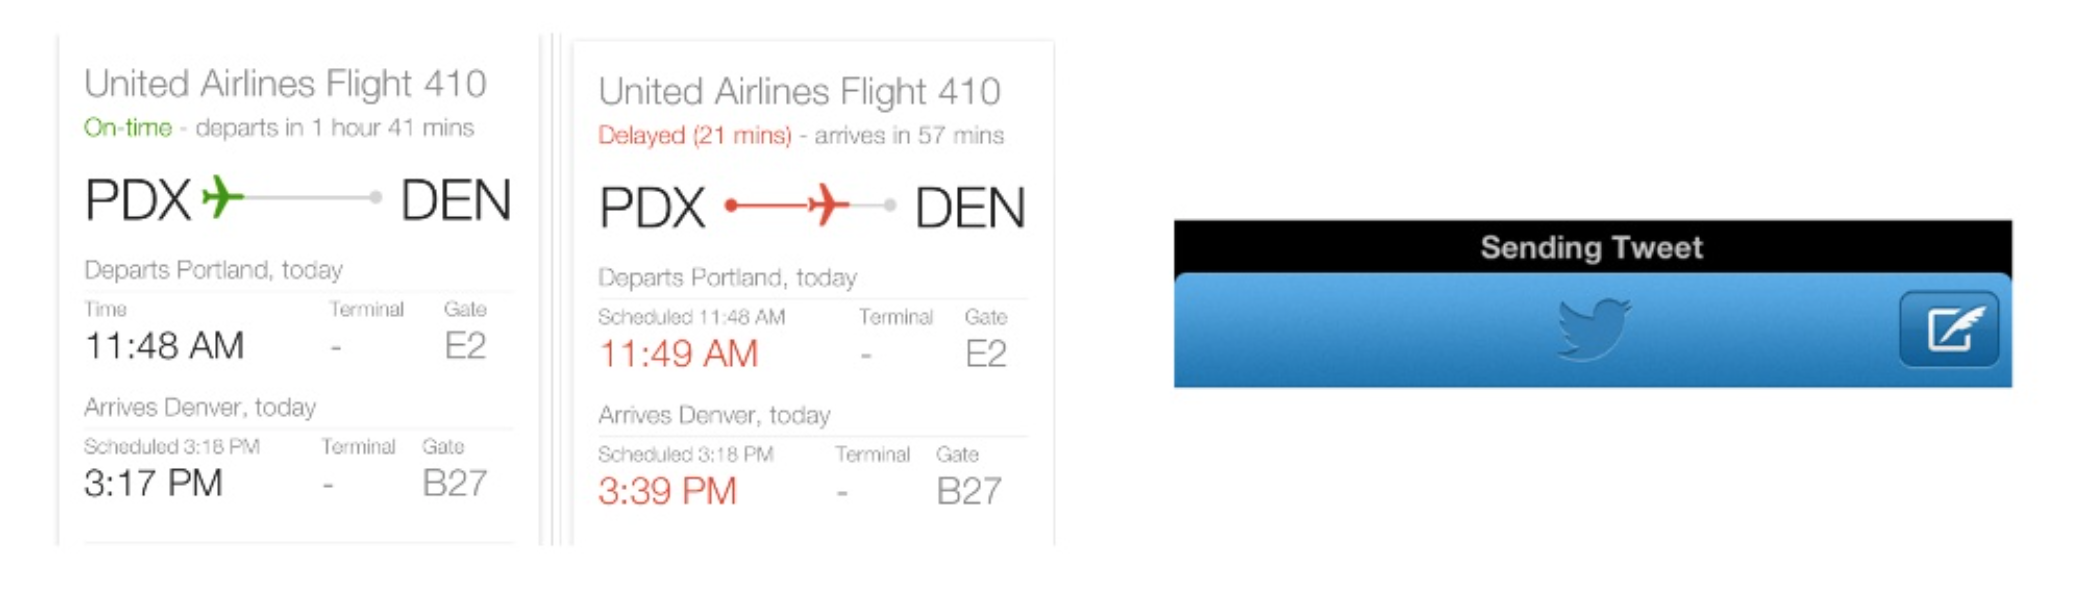 United Airlines Flight 410
On-time - departs in 1 hour 41 mins
PDX DEN
Departs Portland, today
Time Terminal Gate
11:48 AM - E2
Arrives Denver, today
Scheduled 3:18 PM Terminal Gate
3:17 PM - B27
United Airlines Flight 410
Delayed (21 mins) - arrives in 57 mins
PDX DEN
Departs Portland, today
Scheduled 11:48 AM Terminal Gate
11:49 AM - E2
Arrives Denver, today
Scheduled 3:18 PM Terminal Gate
3:39 PM - B27
Sending Tweet